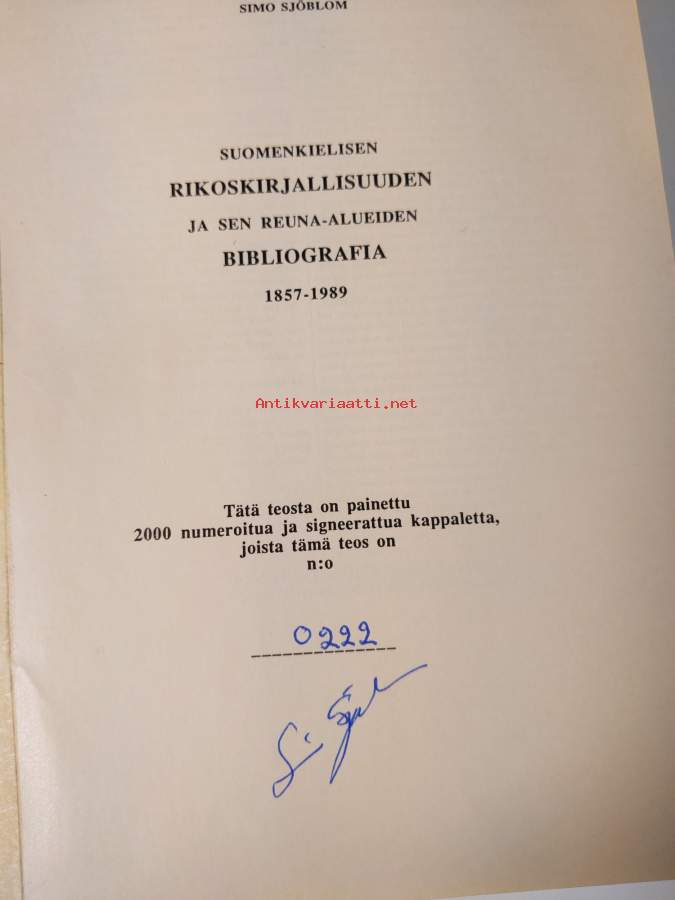 SIMO SJÖBLOM
SUOMENKIELISEN
RIKOSKIRJALLISUUDEN
JA SEN REUNA-ALUEIDEN
BIBLIOGRAFIA
1857-1989
Antikvariaatti.net
Tätä teosta on painettu
2000 numeroitua ja signeerattua kappaletta,
joista tämä teos on
n:o
0222